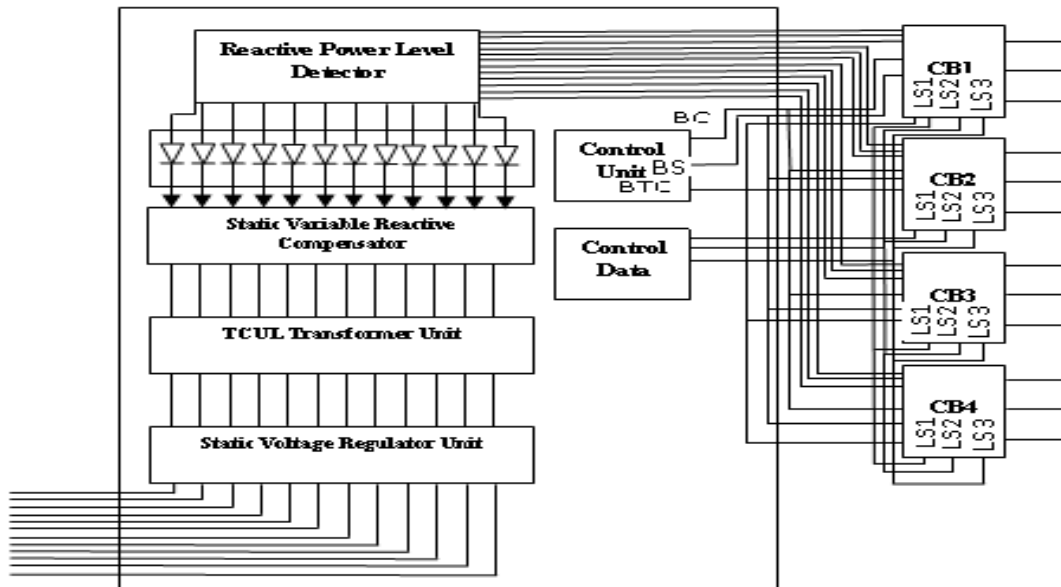 Reactive Power Level
Detector
CB1
LS1 LS2 LS3
BC
Control
Unit BS
BTC
CB2
LS1 LS2 LS3
Static Variable Reactive
Compensator
Control
Data
CB3
LS1 LS2 LS3
TCUL Transformer Unit
CB4
LS1 LS2 LS3
Static Voltage Regulator Unit